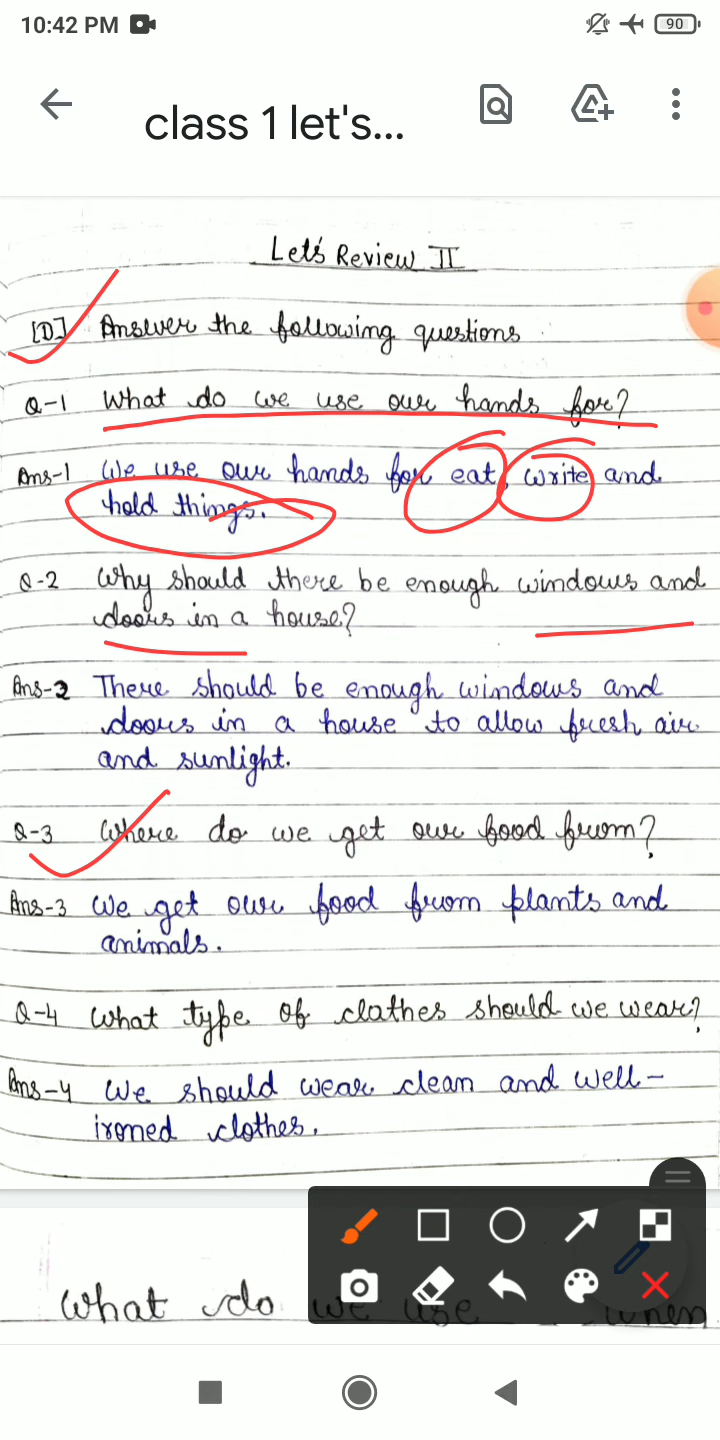 10:42 PM
90
class 1 let's...
Let's Review II
[D] Answer the following questions
Q-1 What do we use our hands for?
Ans-1 We use our hands for eat, write and
hold things.
Q-2 Why should there be enough windows and
doors in a house?
Ans-2 There should be enough windows and
doors in a house to allow fresh air
and sunlight.
Q-3 Where do we get our food from?
Ans-3 We get our food from plants and
animals.
Q-4 What type of clathes should we wear?
Ans-4 We should wear clean and well-
ironed clothes.
What do we use when